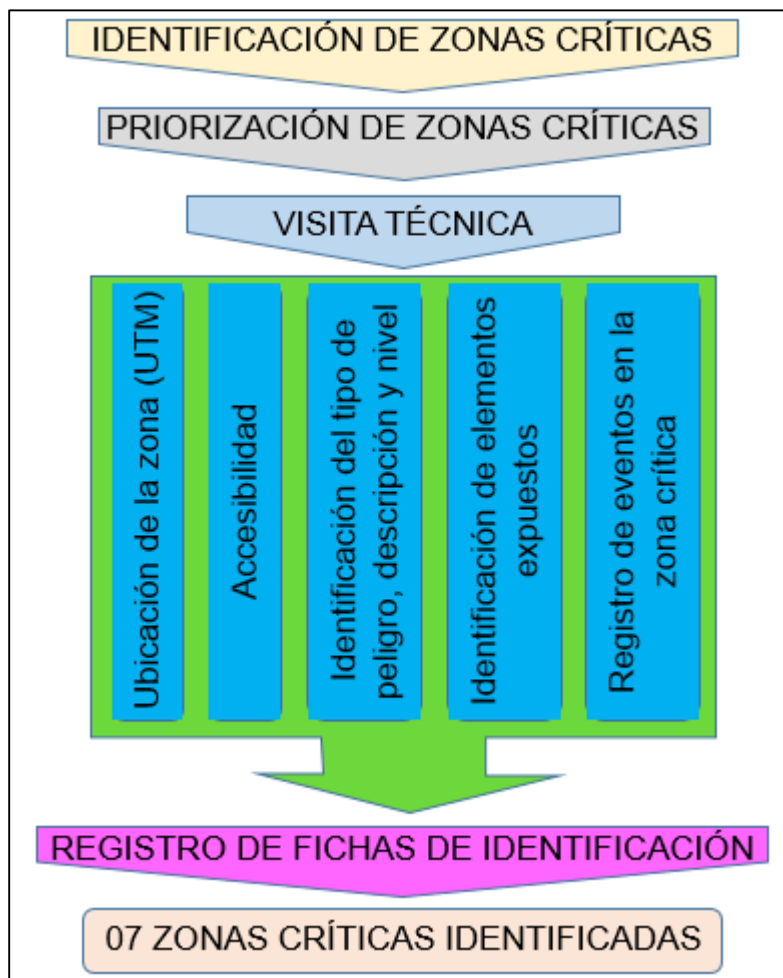 IDENTIFICACIÓN DE ZONAS CRÍTICAS
PRIORIZACIÓN DE ZONAS CRÍTICAS
VISITA TÉCNICA
Ubicación de la zona (UTM)
Accesibilidad
Identificación del tipo de
peligro, descripción y nivel
Identificación de elementos
expuestos
Registro de eventos en la
zona crítica
REGISTRO DE FICHAS DE IDENTIFICACIÓN
07 ZONAS CRÍTICAS IDENTIFICADAS